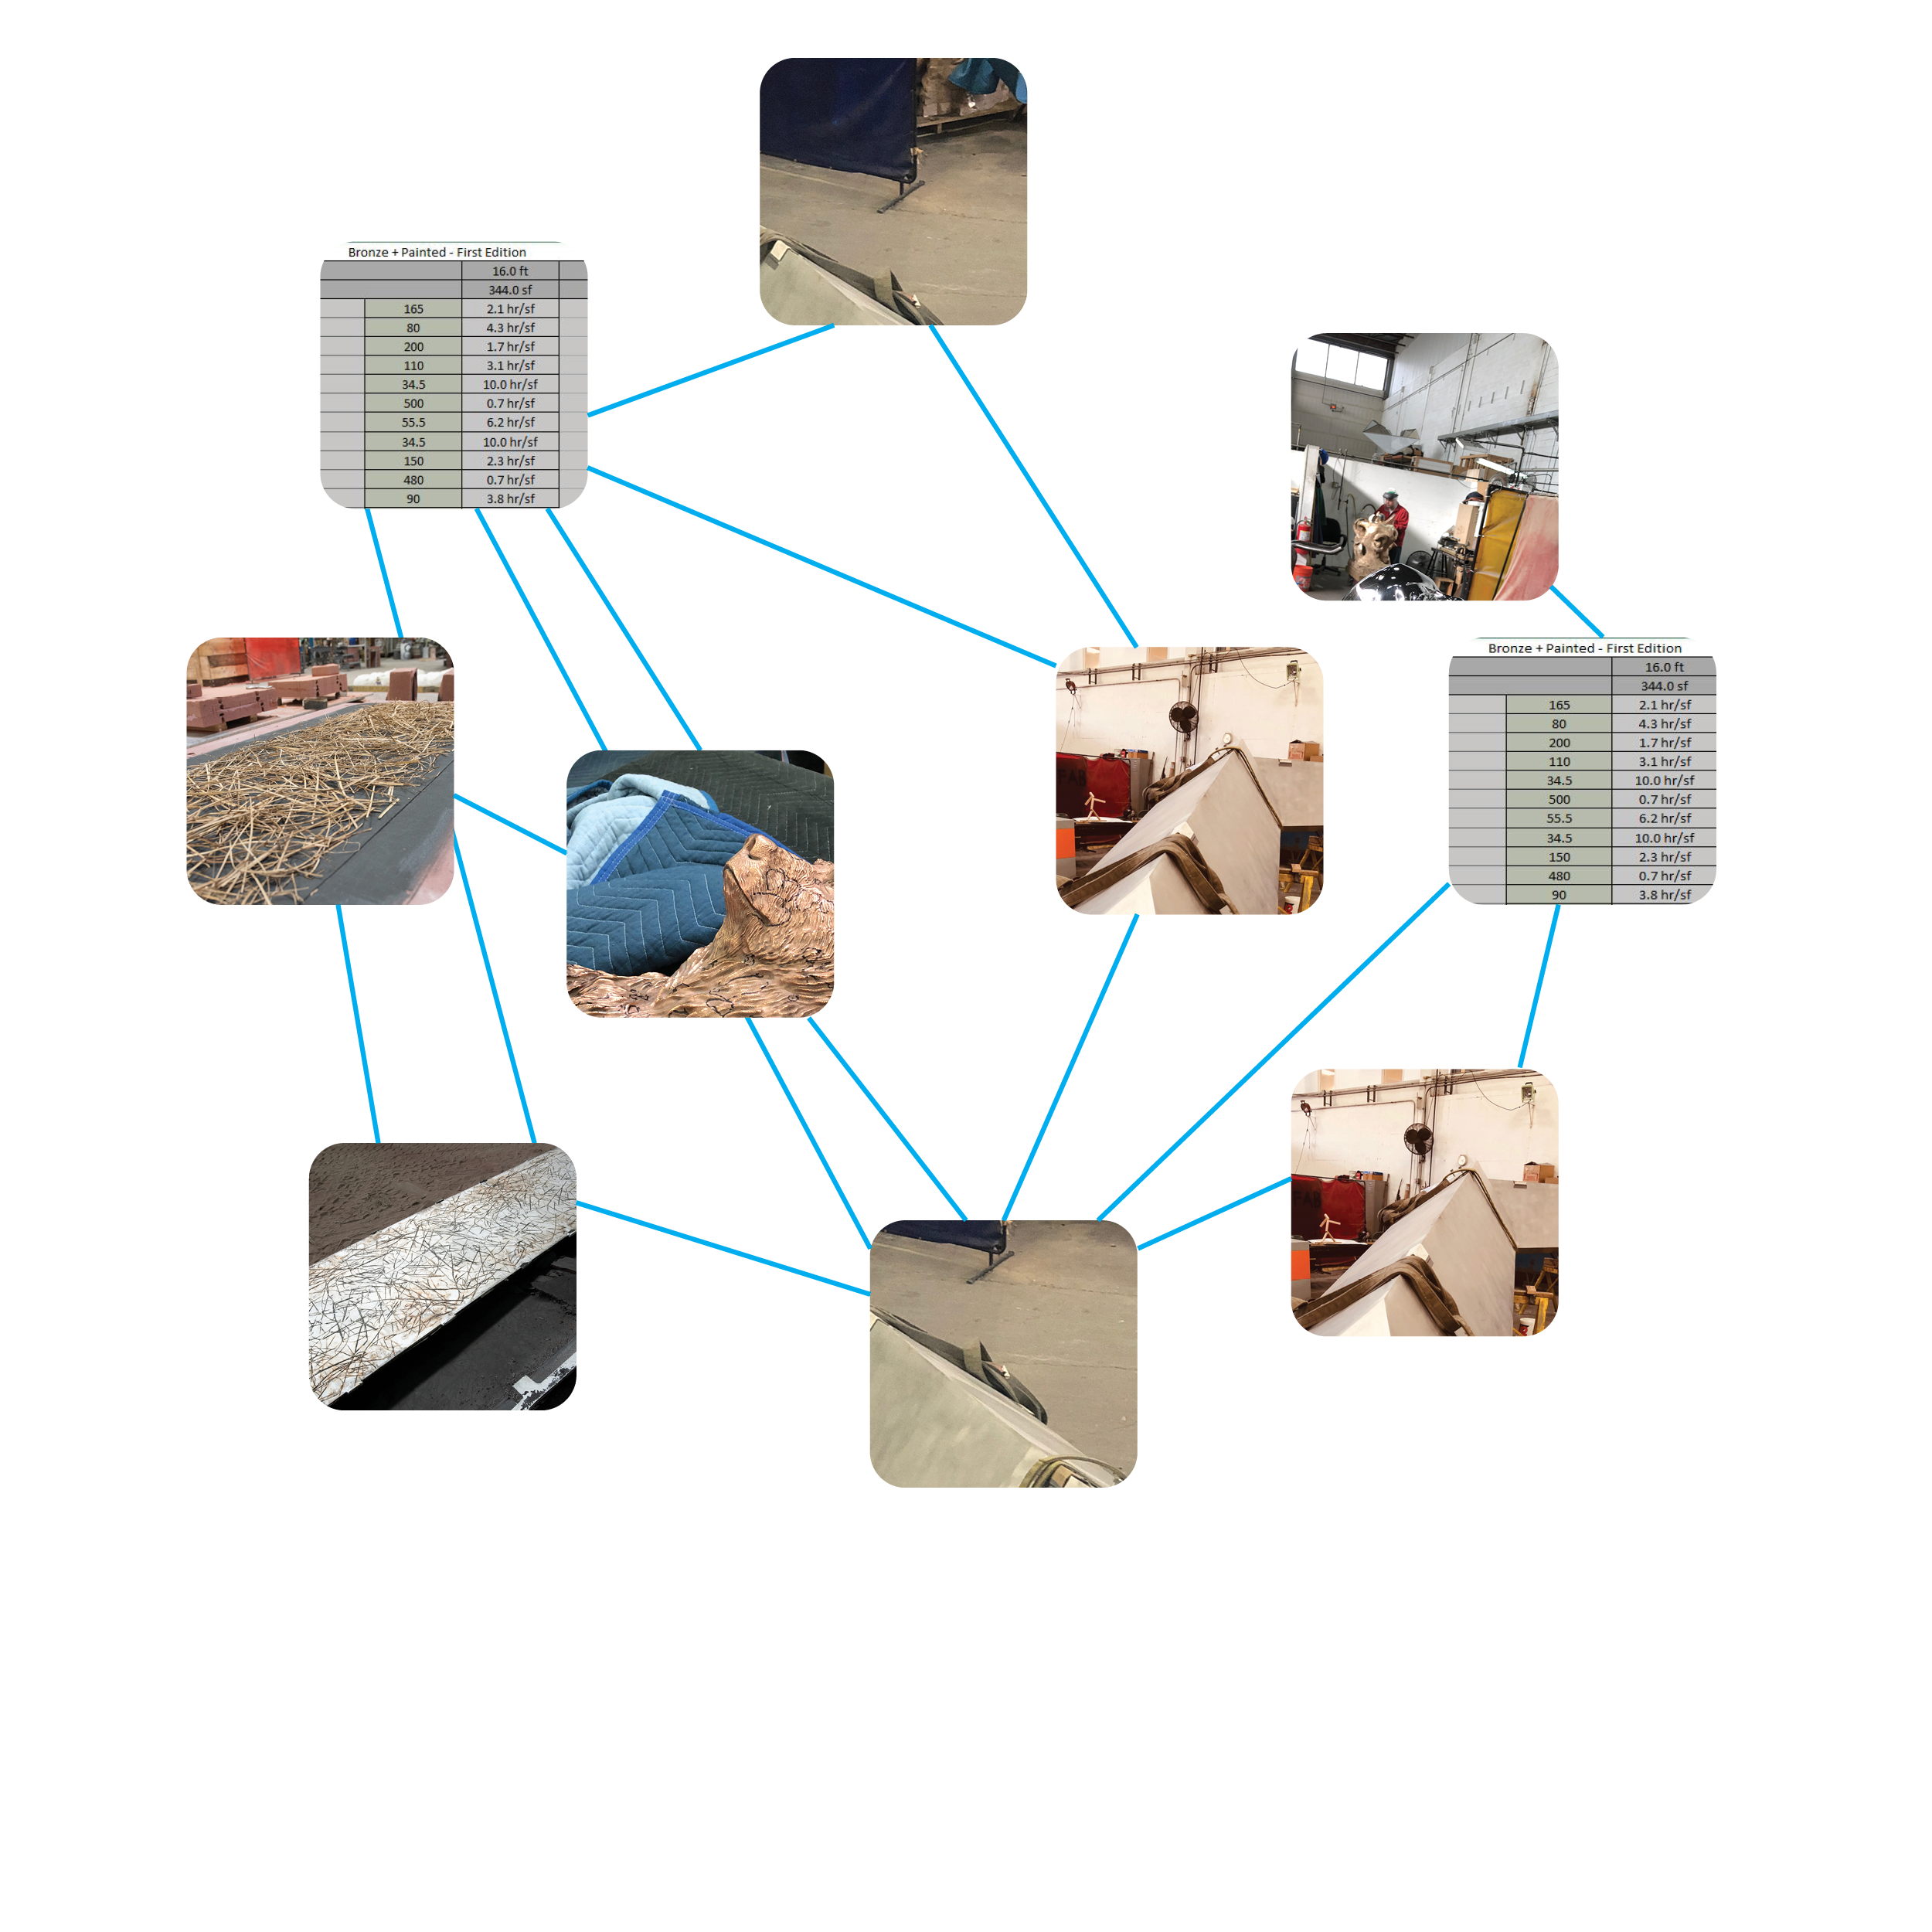 Bronze + Painted - First Edition
16.0 ft
344.0 sf
165 2.1 hr/sf
80 4.3 hr/sf
200 1.7 hr/sf
110 3.1 hr/sf
34.5 10.0 hr/sf
500 0.7 hr/sf
55.5 6.2 hr/sf
34.5 10.0 hr/sf
150 2.3 hr/sf
480 0.7 hr/sf
90 3.8 hr/sf
Bronze + Painted - First Edition
16.0 ft
344.0 sf
165 2.1 hr/sf
80 4.3 hr/sf
200 1.7 hr/sf
110 3.1 hr/sf
34.5 10.0 hr/sf
500 0.7 hr/sf
55.5 6.2 hr/sf
34.5 10.0 hr/sf
150 2.3 hr/sf
480 0.7 hr/sf
90 3.8 hr/sf